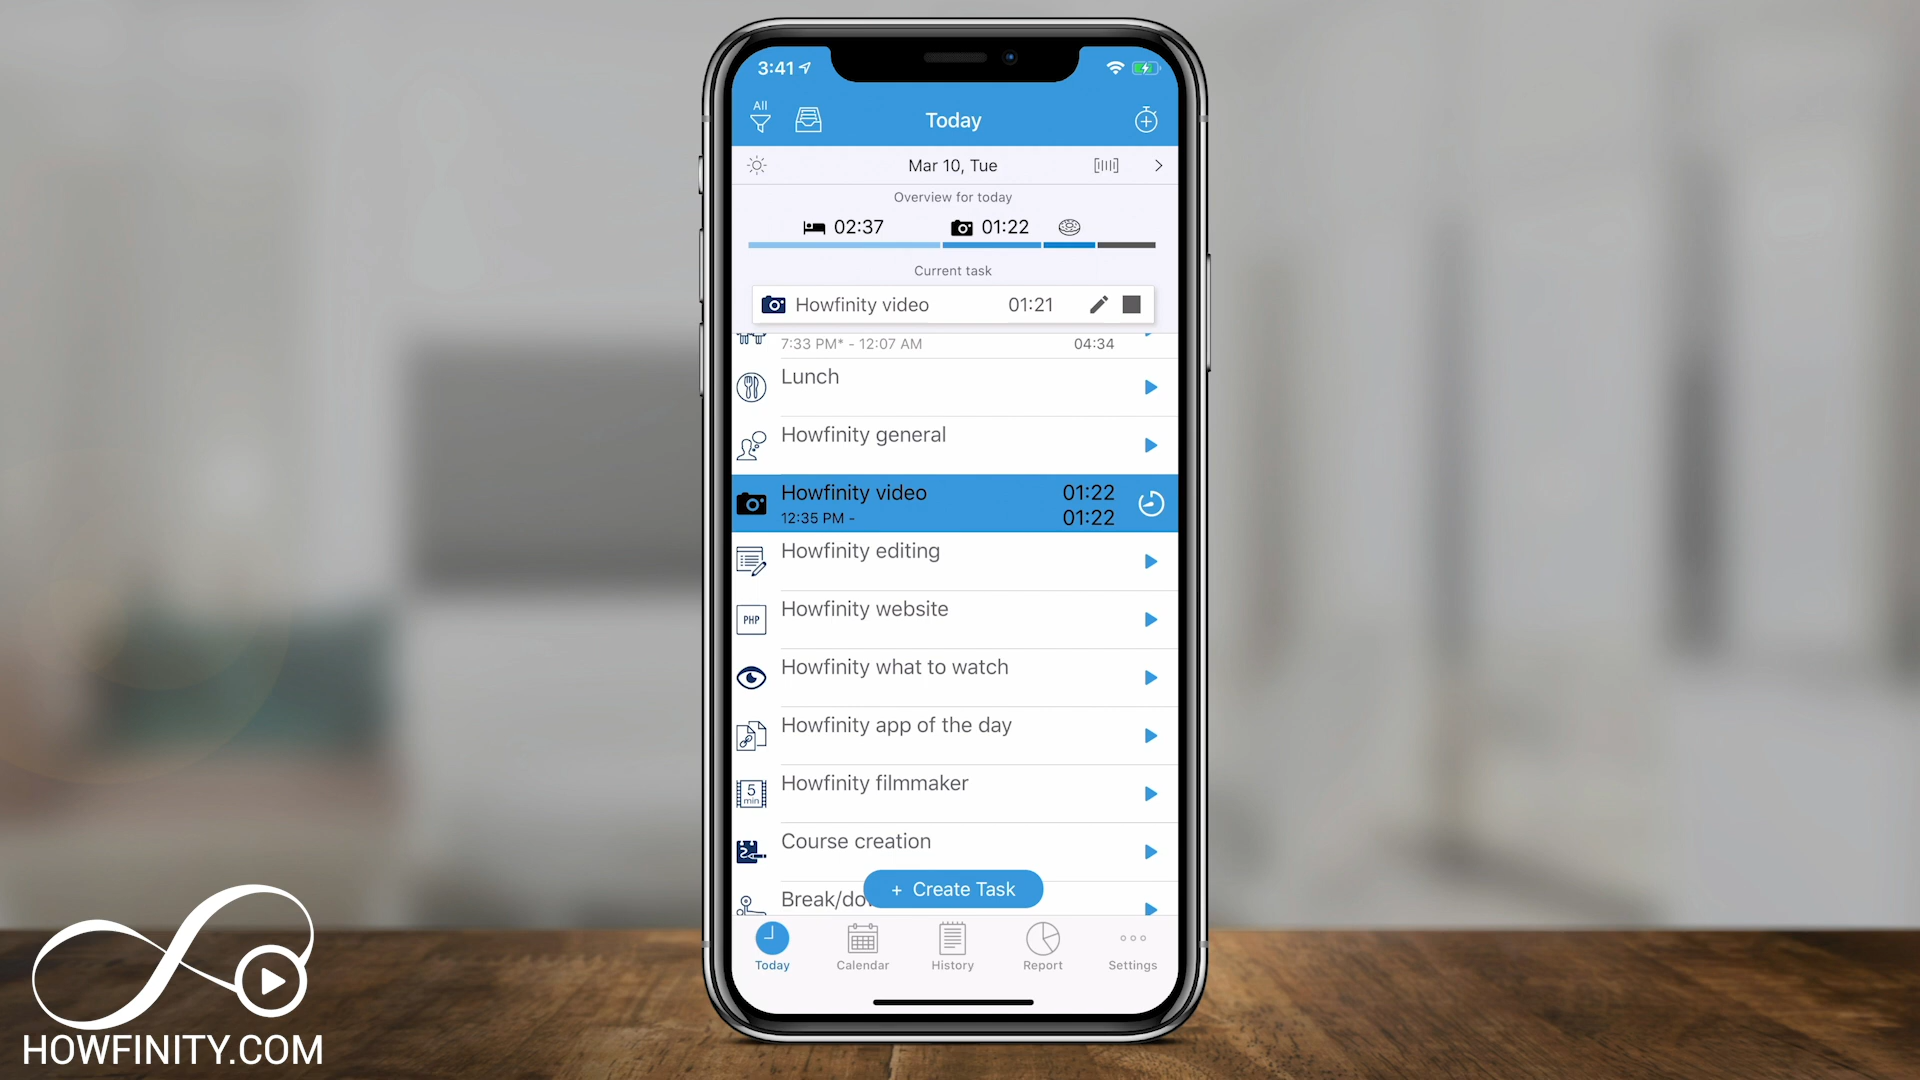 3:41
All
Today
Mar 10, Tue
Overview for today
02:37 01:22
Current task
Howfinity video 01:21
7:33 PM* - 12:07 AM 04:34
Lunch
Howfinity general
Howfinity video 01:22
12:35 PM - 01:22
Howfinity editing
PHP Howfinity website
Howfinity what to watch
Howfinity app of the day
5 min Howfinity filmmaker
Course creation
Break/do
+ Create Task
Today Calendar History Report Settings
HOWFINITY.COM